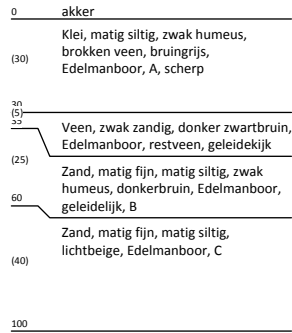 0 akker
Klei, matig siltig, zwak humeus,
brokken veen, bruingrijs,
(30)
Edelmanboor, A, scherp
30
(5)
35
Veen, zwak zandig, donker zwartbruin,
Edelmanboor, restveen, geleidekijk
(25)
Zand, matig fijn, matig siltig, zwak
humeus, donkerbruin, Edelmanboor,
60
geleidelijk, B
Zand, matig fijn, matig siltig,
lichtbeige, Edelmanboor, C
(40)
100